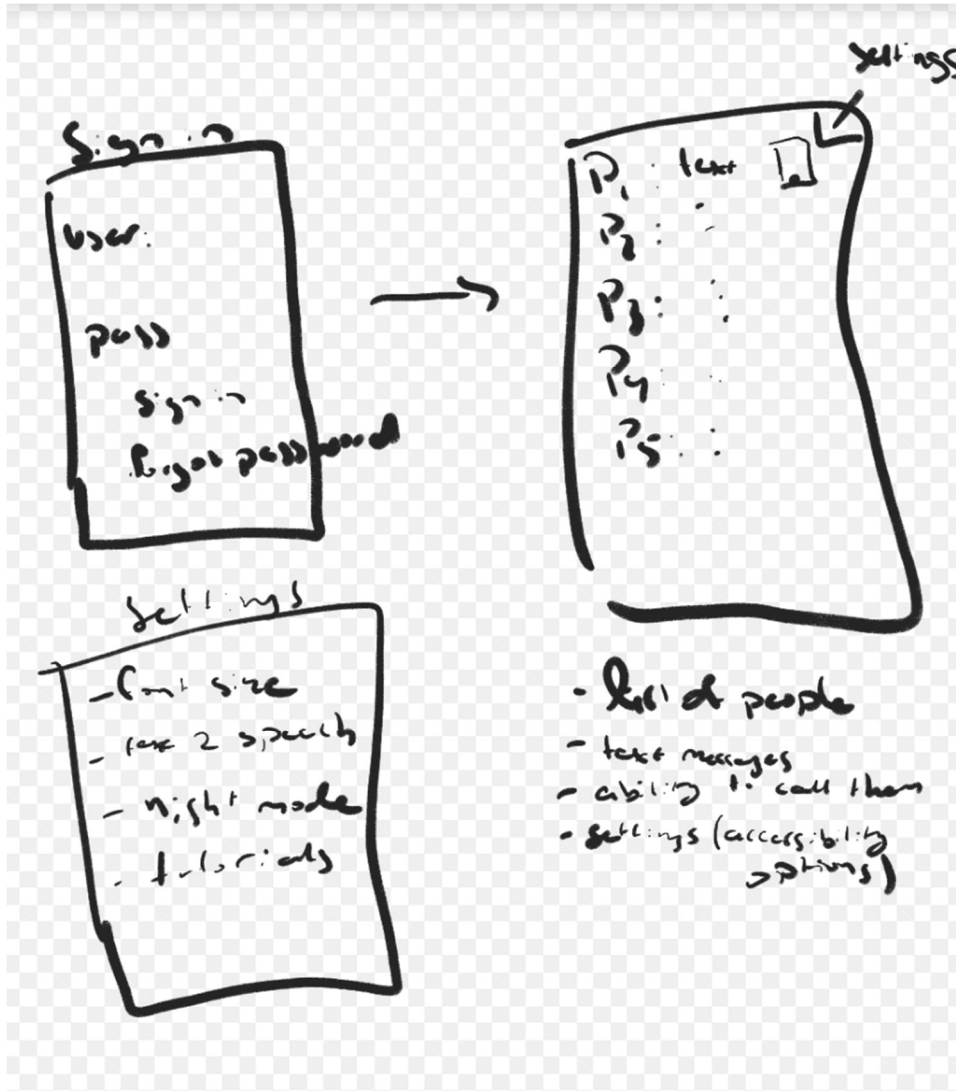 Sign in
user:
pass
sign in
forgot password
settings
P1 : text
P2 :
P3 :
P4 :
P5 :
settings
- font size
- text 2 speech
- night mode
- tutorials
- list of people
- text messages
- ability to call them
- settings (accessibility
options)